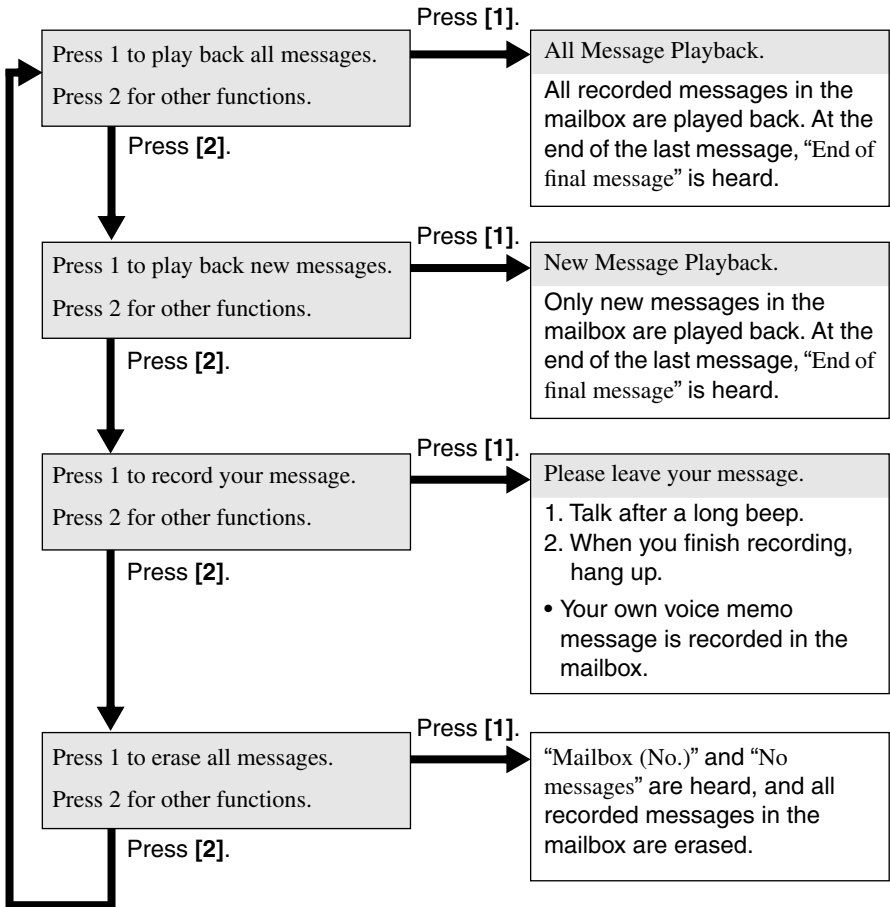 Press [1].
Press 1 to play back all messages.
Press 2 for other functions.
All Message Playback.
All recorded messages in the
mailbox are played back. At the
end of the last message, “End of
final message” is heard.
Press [2].
Press [1].
Press 1 to play back new messages.
Press 2 for other functions.
New Message Playback.
Only new messages in the
mailbox are played back. At the
end of the last message, “End of
final message” is heard.
Press [2].
Press [1].
Press 1 to record your message.
Press 2 for other functions.
Please leave your message.
1. Talk after a long beep.
2. When you finish recording,
hang up.
• Your own voice memo
message is recorded in the
mailbox.
Press [2].
Press [1].
Press 1 to erase all messages.
Press 2 for other functions.
“Mailbox (No.)” and “No
messages” are heard, and all
recorded messages in the
mailbox are erased.
Press [2].